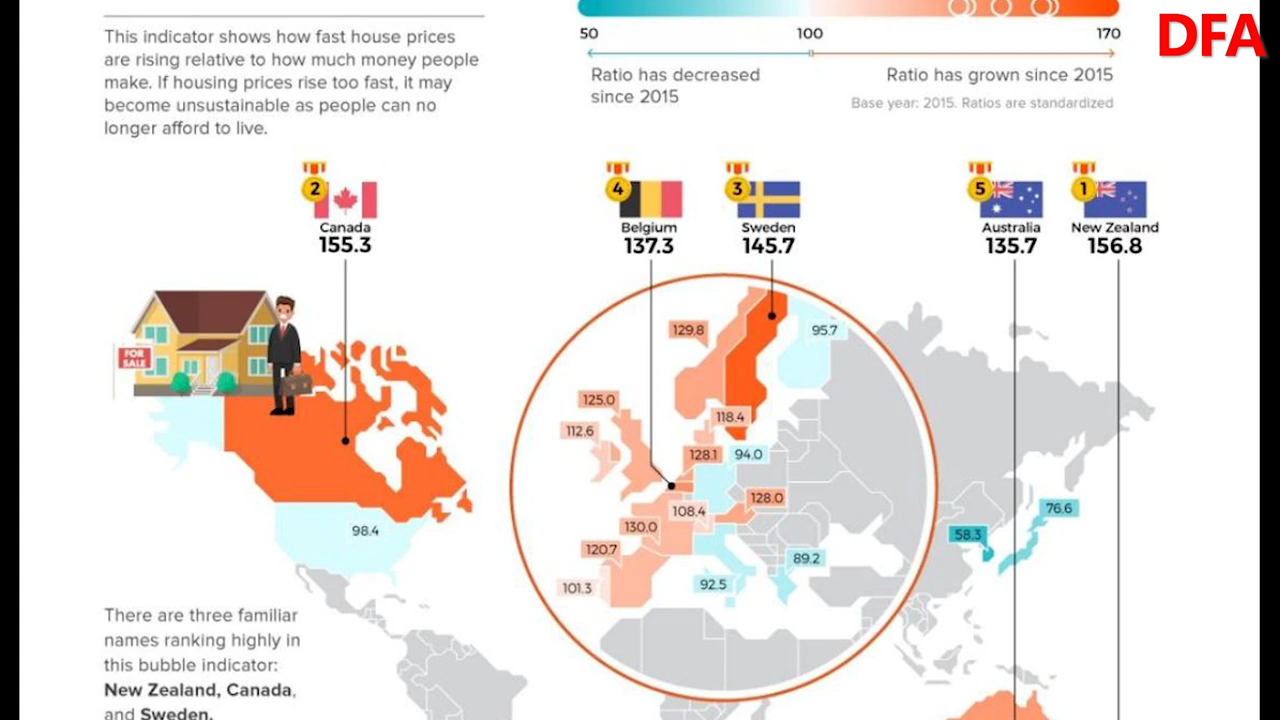 DFA
This indicator shows how fast house prices
are rising relative to how much money people
make. If housing prices rise too fast, it may
become unsustainable as people can no
longer afford to live.
50
100
170
Ratio has decreased
since 2015
Ratio has grown since 2015
Base year: 2015. Ratios are standardized
2
Canada
155.3
4
Belgium
137.3
3
Sweden
145.7
5
Australia
135.7
1
New Zealand
156.8
FOR
SALE
129.8
95.7
125.0
118.4
112.6
128.1
94.0
128.0
108.4
130.0
120.7
89.2
101.3
92.5
98.4
76.6
58.3
There are three familiar
names ranking highly in
this bubble indicator:
New Zealand, Canada,
and Sweden.